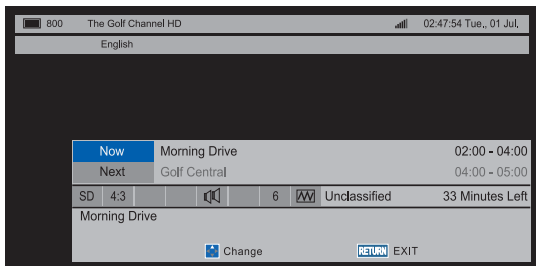 800 The Golf Channel HD 02:47:54 Tue., 01 Jul,
English
Now Morning Drive 02:00 - 04:00
Next Golf Central 04:00 - 05:00
SD 4:3 6 Unclassified 33 Minutes Left
Morning Drive
Change RETURN EXIT